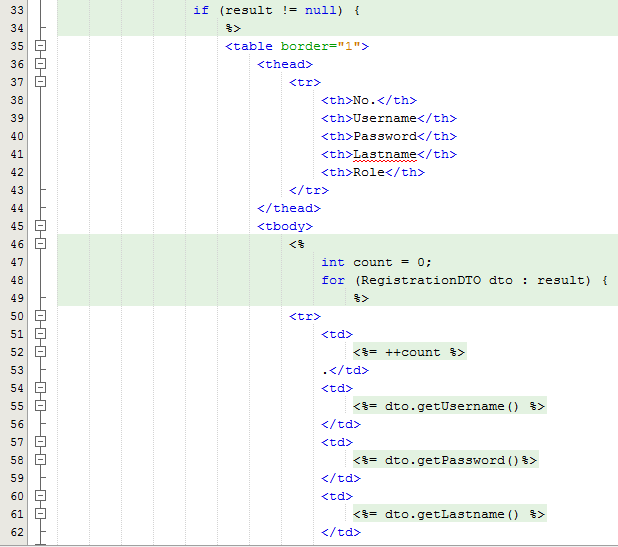 33 if (result != null) {
34 %>
35 <table border="1">
36 <thead>
37 <tr>
38 <th>No.</th>
39 <th>Username</th>
40 <th>Password</th>
41 <th>Lastname</th>
42 <th>Role</th>
43 </tr>
44 </thead>
45 <tbody>
46 <%
47 int count = 0;
48 for (RegistrationDTO dto : result) {
49 %>
50 <tr>
51 <td>
52 <%= ++count %>
53 .</td>
54 <td>
55 <%= dto.getUsername() %>
56 </td>
57 <td>
58 <%= dto.getPassword()%>
59 </td>
60 <td>
61 <%= dto.getLastname() %>
62 </td>